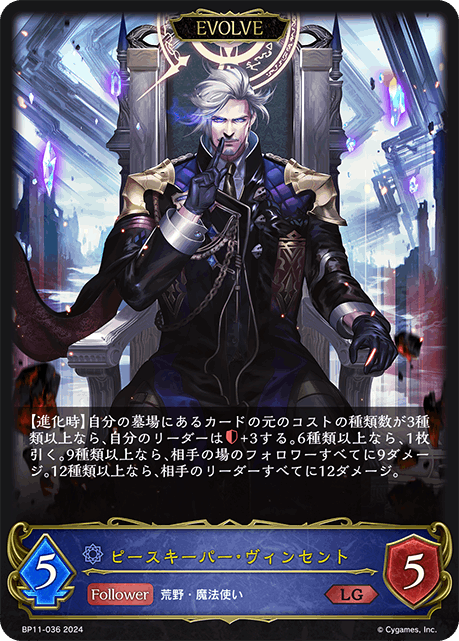 EVOLVE
【進化時】自分の墓場にあるカードの元のコストの種類数が3種
類以上なら、自分のリーダーは+3する。6種類以上なら、1枚
引く。9種類以上なら、相手の場のフォロワーすべてに9ダメー
ジ。12種類以上なら、相手のリーダーすべてに12ダメージ。
ピースキーパー・ヴィンセント
5
5
Follower
荒野・魔法使い
LG
BP11-036 2024
© Cygames, Inc.